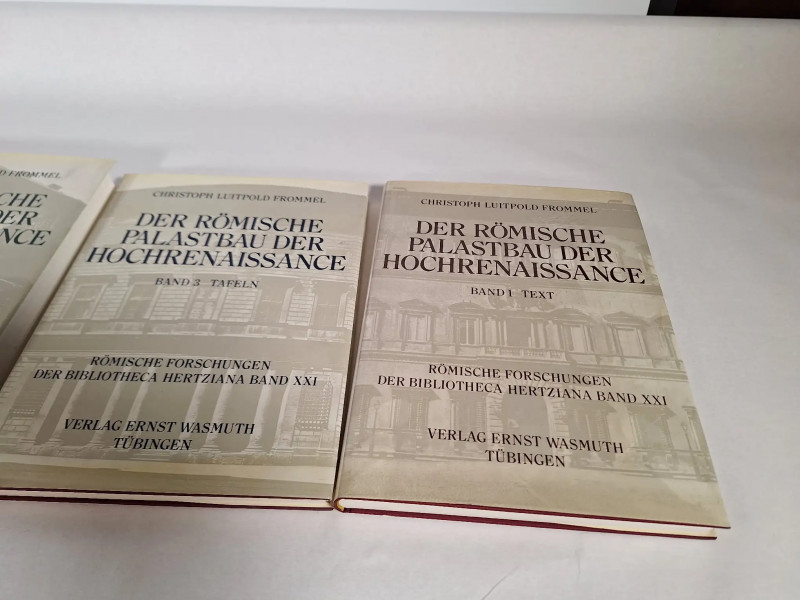 FROMMEL
DER
CHRISTOPH LUITPOLD FROMMEL
DER RÖMISCHE
PALASTBAU DER
HOCHRENAISSANCE
BAND 3 TAFELN
RÖMISCHE FORSCHUNGEN
DER BIBLIOTHECA HERTZIANA BAND XXI
VERLAG ERNST WASMUTH
TÜBINGEN
CHRISTOPH LUITPOLD FROMMEL
DER RÖMISCHE
PALASTBAU DER
HOCHRENAISSANCE
BAND 1 TEXT
RÖMISCHE FORSCHUNGEN
DER BIBLIOTHECA HERTZIANA BAND XXI
VERLAG ERNST WASMUTH
TÜBINGEN